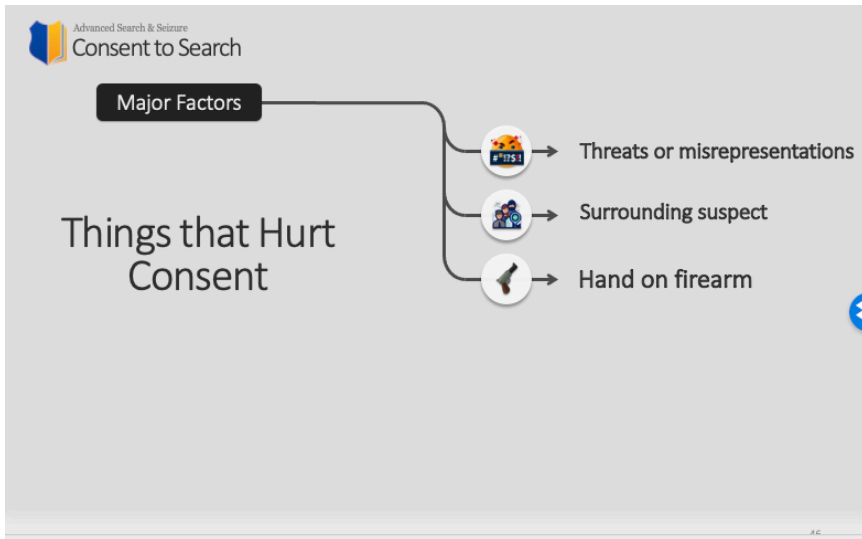 Advanced Search & Seizure
Consent to Search
Major Factors
Things that Hurt
Consent
#*!?$!
Threats or misrepresentations
Surrounding suspect
Hand on firearm